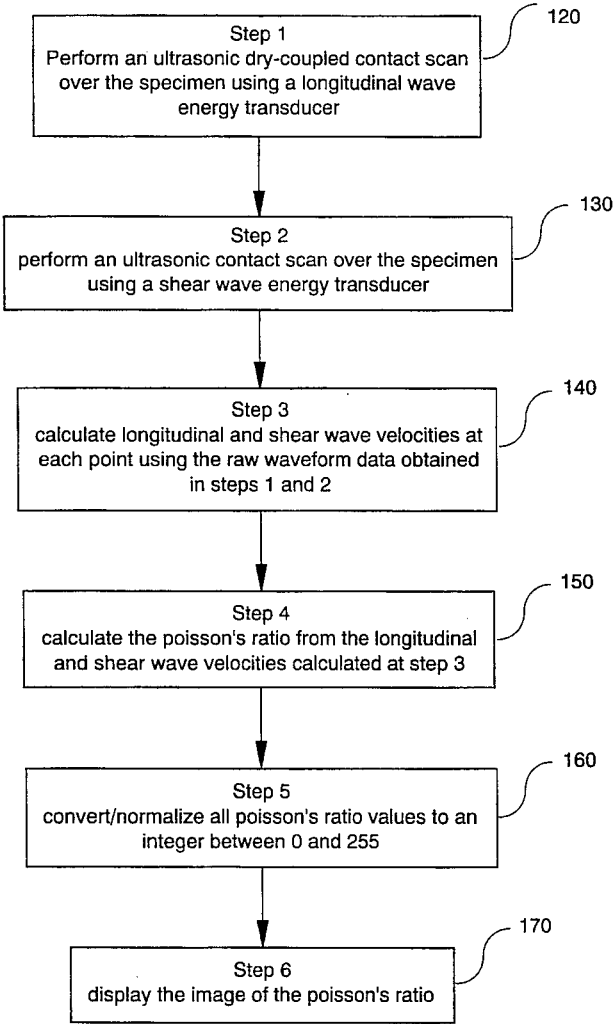 120
Step 1
Perform an ultrasonic dry-coupled contact scan
over the specimen using a longitudinal wave
energy transducer
130
Step 2
perform an ultrasonic contact scan over the specimen
using a shear wave energy transducer
140
Step 3
calculate longitudinal and shear wave velocities at
each point using the raw waveform data obtained
in steps 1 and 2
150
Step 4
calculate the poisson's ratio from the longitudinal
and shear wave velocities calculated at step 3
160
Step 5
convert/normalize all poisson's ratio values to an
integer between 0 and 255
170
Step 6
display the image of the poisson's ratio